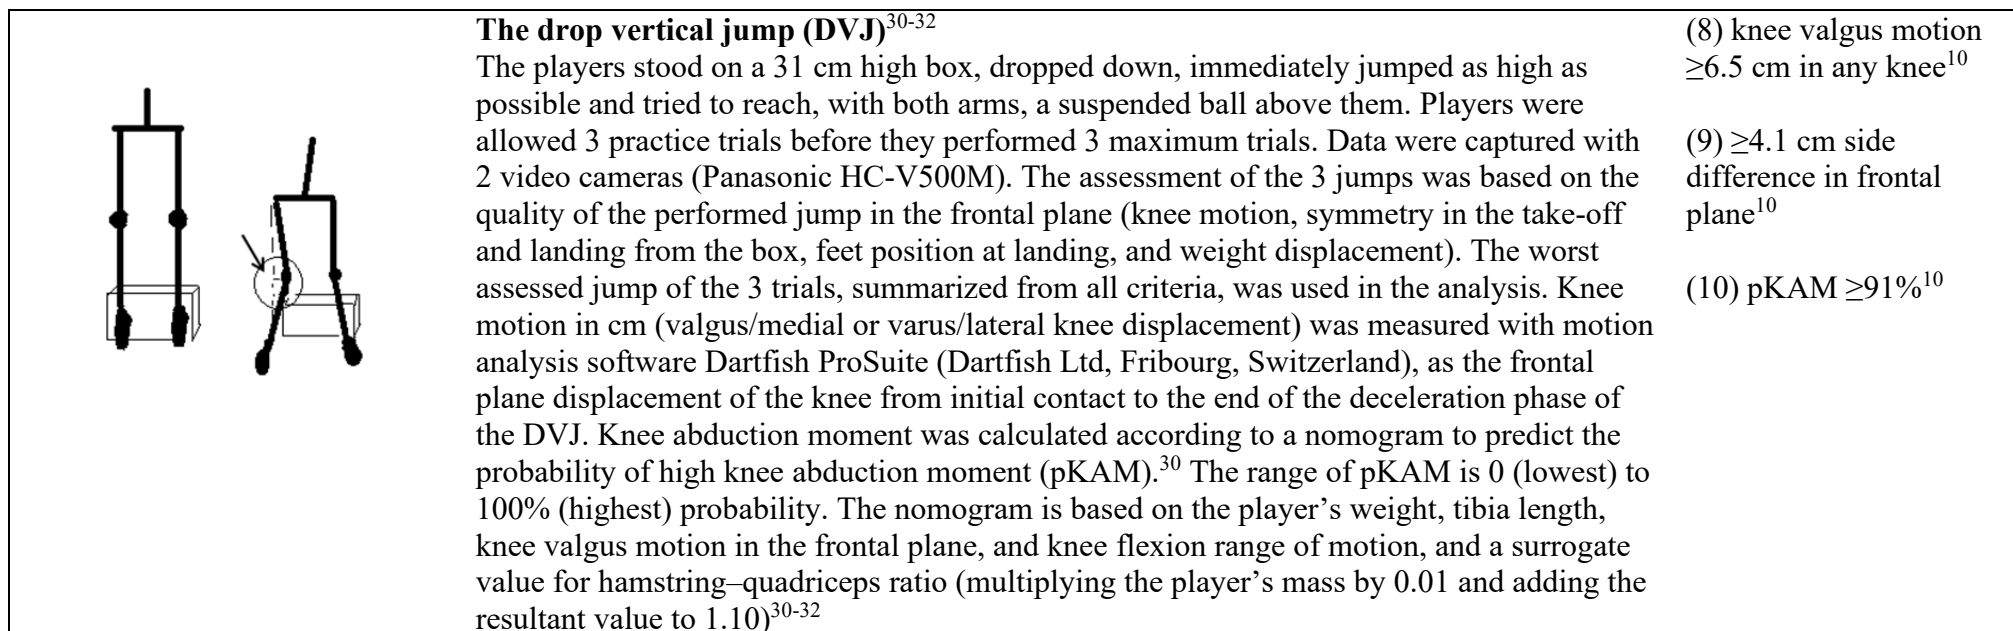 The drop vertical jump (DVJ)30-32
The players stood on a 31 cm high box, dropped down, immediately jumped as high as
possible and tried to reach, with both arms, a suspended ball above them. Players were
allowed 3 practice trials before they performed 3 maximum trials. Data were captured with
2 video cameras (Panasonic HC-V500M). The assessment of the 3 jumps was based on the
quality of the performed jump in the frontal plane (knee motion, symmetry in the take-off
and landing from the box, feet position at landing, and weight displacement). The worst
assessed jump of the 3 trials, summarized from all criteria, was used in the analysis. Knee
motion in cm (valgus/medial or varus/lateral knee displacement) was measured with motion
analysis software Dartfish ProSuite (Dartfish Ltd, Fribourg, Switzerland), as the frontal
plane displacement of the knee from initial contact to the end of the deceleration phase of
the DVJ. Knee abduction moment was calculated according to a nomogram to predict the
probability of high knee abduction moment (pKAM).30 The range of pKAM is 0 (lowest) to
100% (highest) probability. The nomogram is based on the player’s weight, tibia length,
knee valgus motion in the frontal plane, and knee flexion range of motion, and a surrogate
value for hamstring–quadriceps ratio (multiplying the player’s mass by 0.01 and adding the
resultant value to 1.10)30-32
(8) knee valgus motion
≥6.5 cm in any knee10
(9) ≥4.1 cm side
difference in frontal
plane10
(10) pKAM ≥91%10